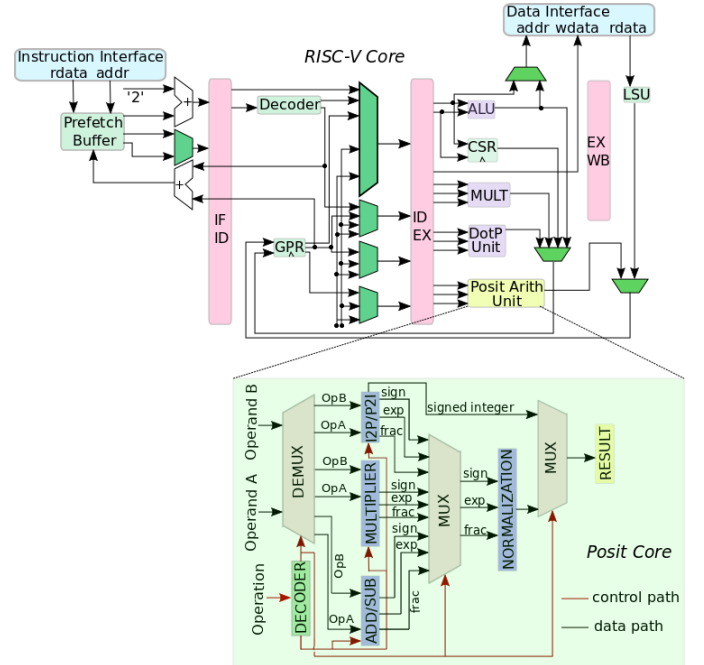 Data Interface
addr wdata rdata
RISC-V Core
Instruction Interface
rdata addr
'2'
+
Prefetch
Buffer
+
Decoder
IF
ID
GPR
^
ID
EX
ALU
CSR
^
MULT
DotP
Unit
Posit Arith
Unit
EX
WB
LSU
Operand B
Operand A
Operation
DEMUX
DECODER
OpB
OpA
OpB
OpA
OpB
OpA
I2P/P2I
MULTIPLIER
ADD/SUB
sign
exp
frac
sign
exp
frac
sign
exp
frac
signed integer
MUX
sign
exp
frac
NORMALIZATION
MUX
RESULT
Posit Core
control path
data path